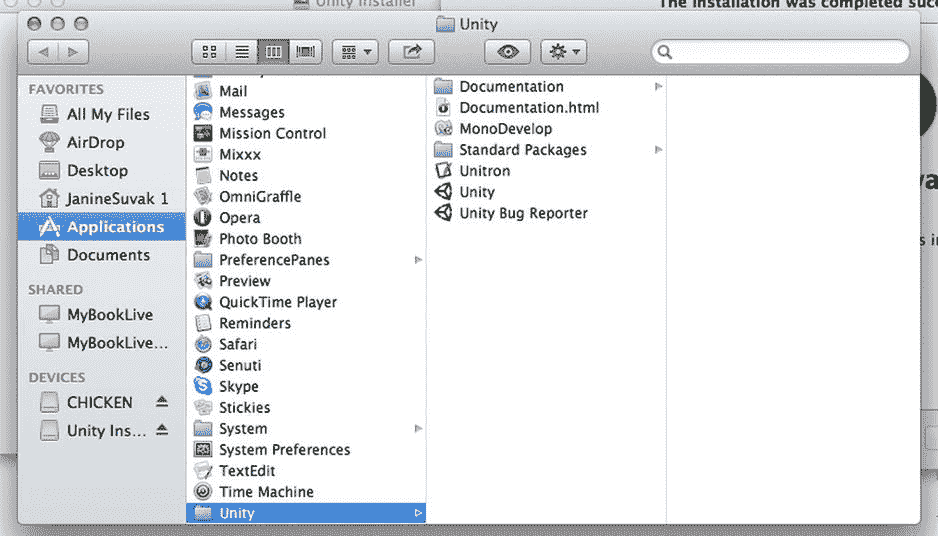 Unity Installer
The installation was completed succ
Unity
FAVORITES
All My Files
AirDrop
Desktop
JanineSuvak 1
Applications
Documents
SHARED
MyBookLive
MyBookLive...
DEVICES
CHICKEN
Unity Ins...
Mail
Messages
Mission Control
Mixxx
Notes
OmniGraffle
Opera
Photo Booth
PreferencePanes
Preview
QuickTime Player
Reminders
Safari
Senuti
Skype
Stickies
System
System Preferences
TextEdit
Time Machine
Unity
Documentation
Documentation.html
MonoDevelop
Standard Packages
Unitron
Unity
Unity Bug Reporter